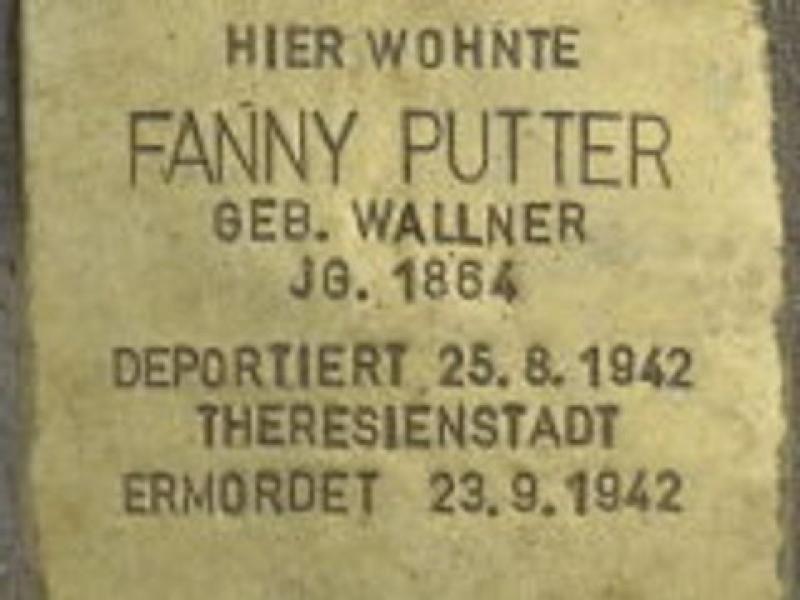 HIER WOHNTE
FANNY PUTTER
GEB. WALLNER
JG. 1864
DEPORTIERT 25.8.1942
THERESIENSTADT
ERMORDET 23.9.1942